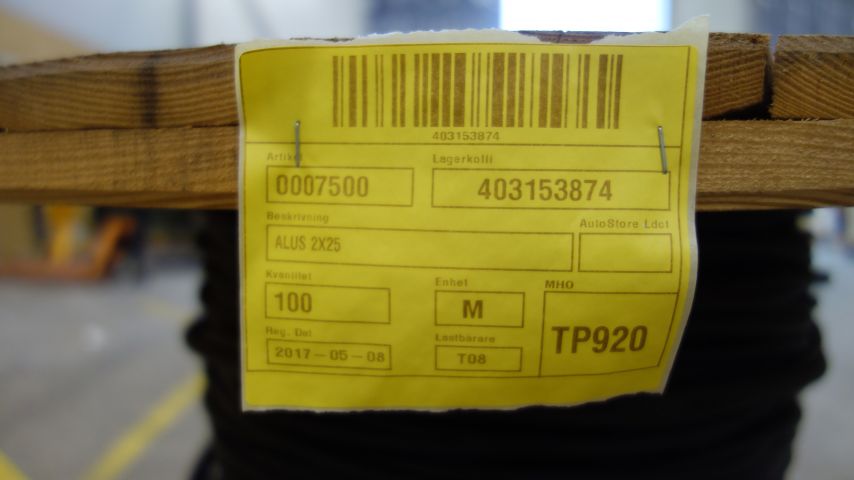 403153874
Artikel Lagerkolli
0007500 403153874
Beskrivning AutoStore Ldct
ALUS 2X25
Kvantitet Enhet MHO
100 M
Reg. Dat Lastbärare TP920
2017-05-08 T08